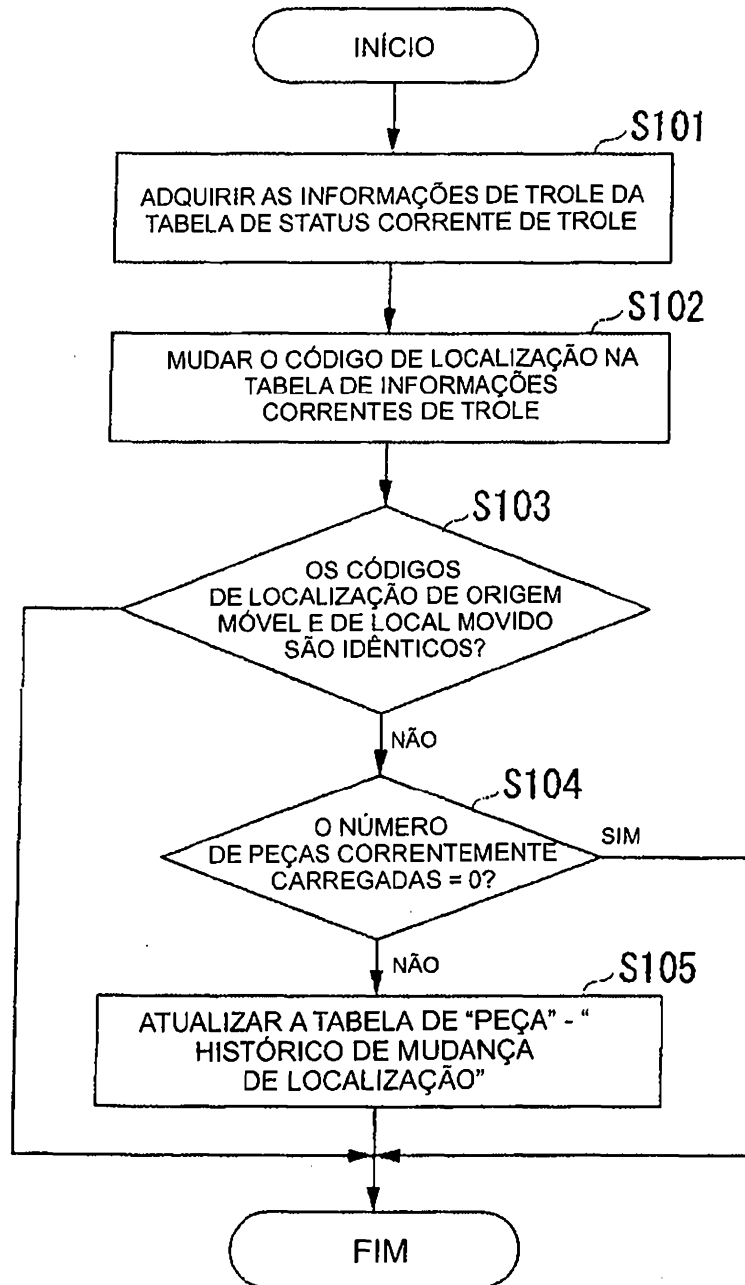 INÍCIO
S101
ADQUIRIR AS INFORMAÇÕES DE TROLE DA
TABELA DE STATUS CORRENTE DE TROLE
S102
MUDAR O CÓDIGO DE LOCALIZAÇÃO NA
TABELA DE INFORMAÇÕES
CORRENTES DE TROLE
S103
OS CÓDIGOS
DE LOCALIZAÇÃO DE ORIGEM
MÓVEL E DE LOCAL MOVIDO
SÃO IDÊNTICOS?
NÃO
S104
O NÚMERO
DE PEÇAS CORRENTEMENTE
CARREGADAS = 0?
SIM
NÃO
S105
ATUALIZAR A TABELA DE “PEÇA” - “
HISTÓRICO DE MUDANÇA
DE LOCALIZAÇÃO”
FIM